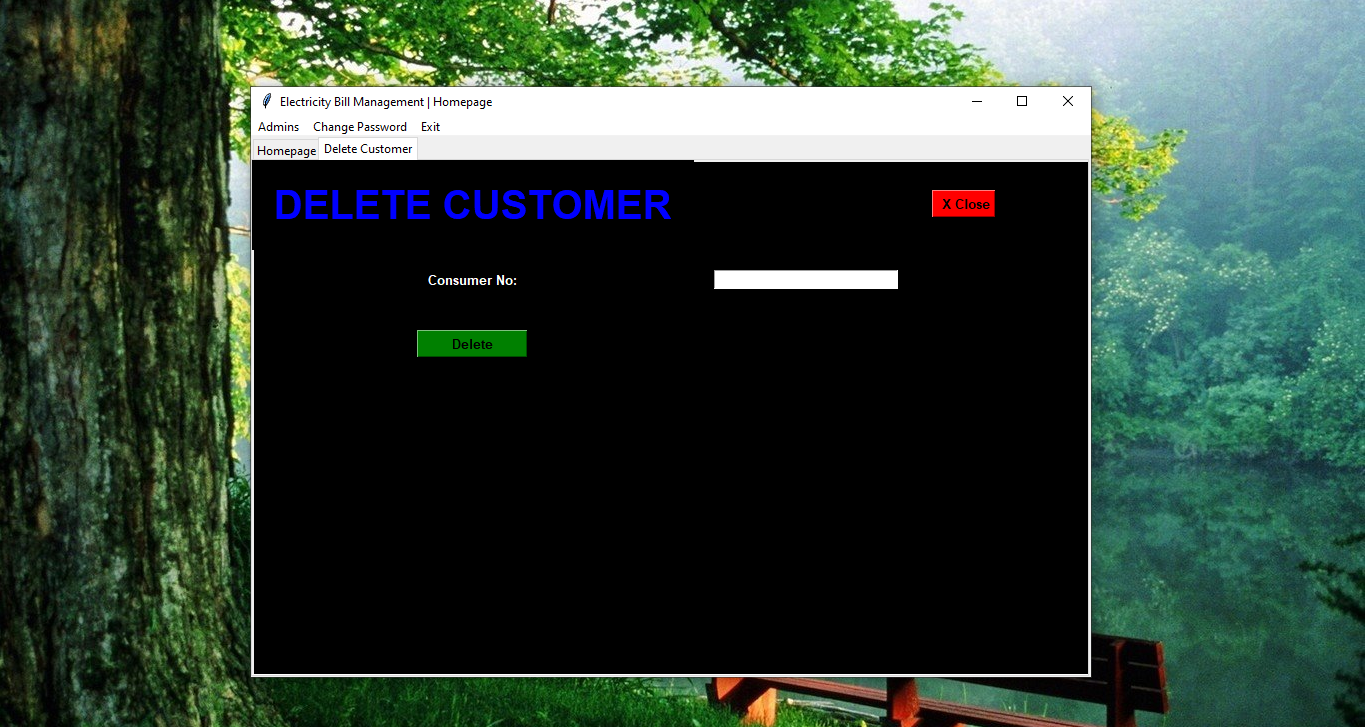 Electricity Bill Management | Homepage
Admins Change Password Exit
Homepage Delete Customer
DELETE CUSTOMER
X Close
Consumer No:
Delete